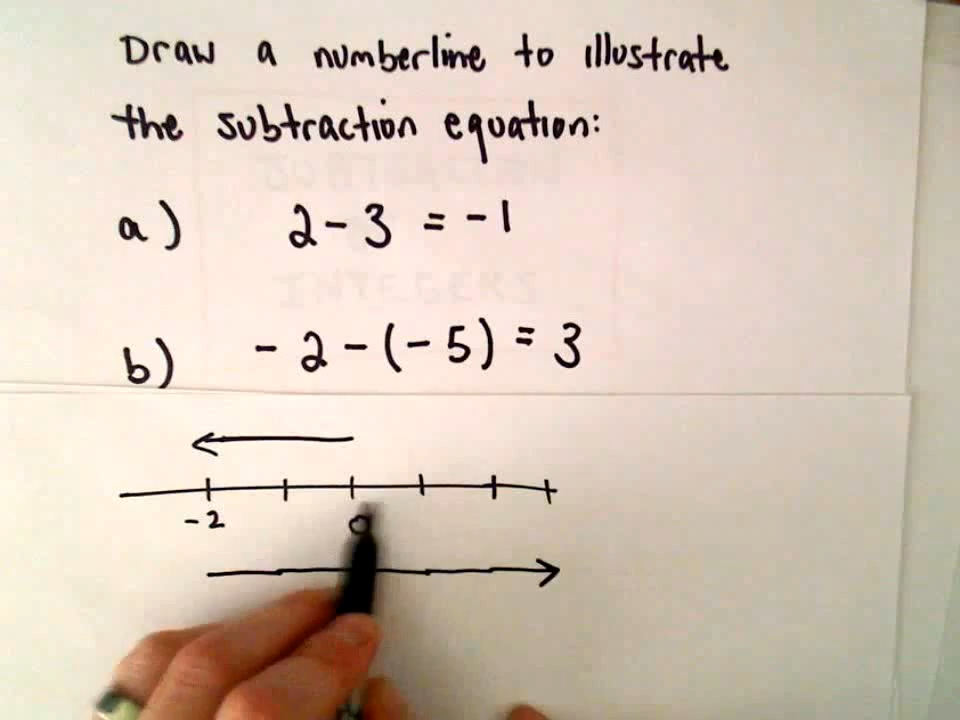 Draw a numberline to illustrate
the subtraction equation:
a) 2 - 3 = - 1
b) - 2 - (- 5) = 3
- 2 0